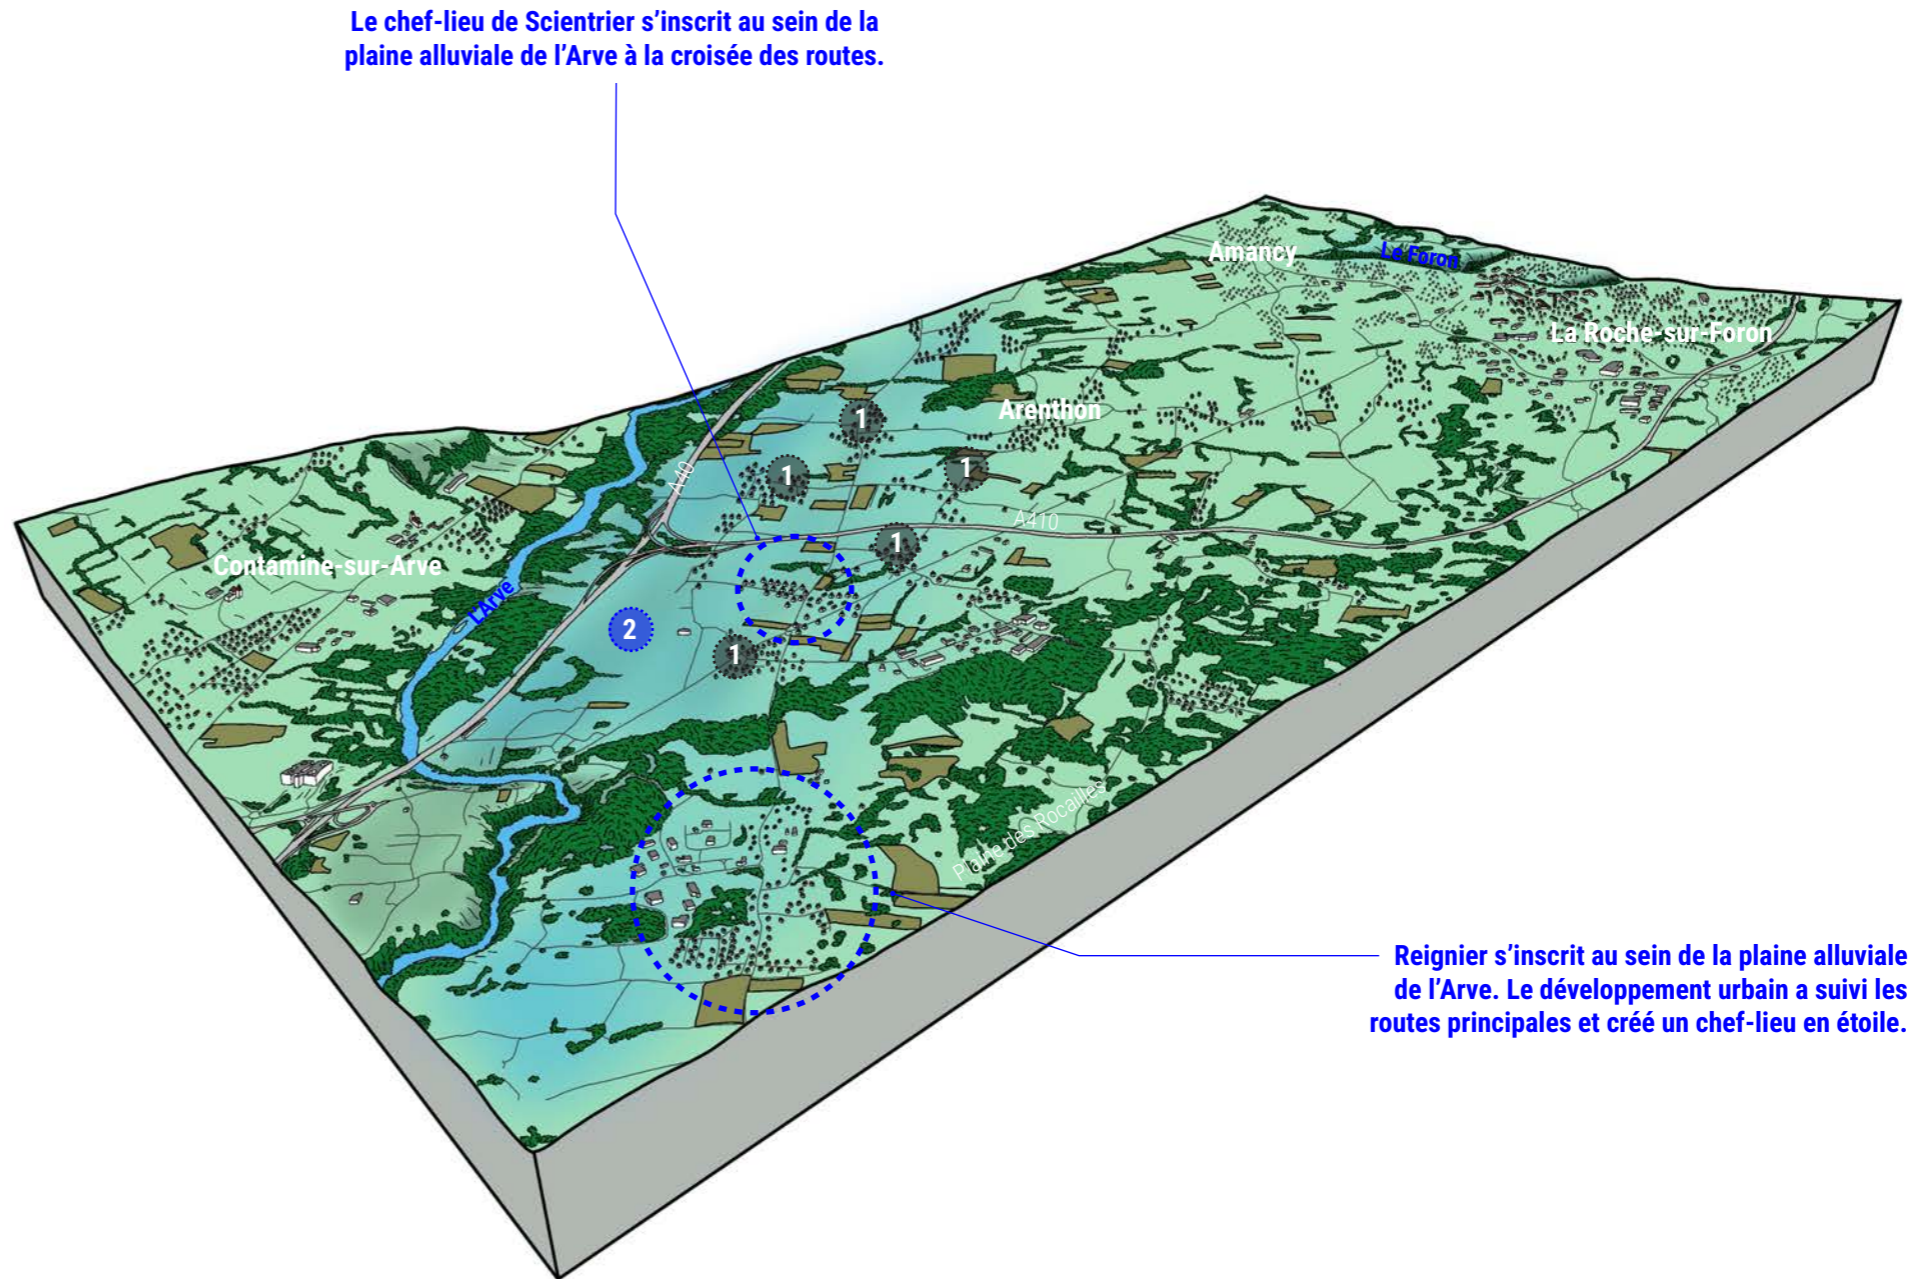 Le chef-lieu de Scientrier s’inscrit au sein de la
plaine alluviale de l’Arve à la croisée des routes.
Amancy
Le Foron
La Roche-sur-Foron
Arenthon
1
1
1
A40
A410
1
Contamine-sur-Arve
L'Arve
2
1
Plaine des Rocailles
Reignier s’inscrit au sein de la plaine alluviale
de l’Arve. Le développement urbain a suivi les
routes principales et créé un chef-lieu en étoile.